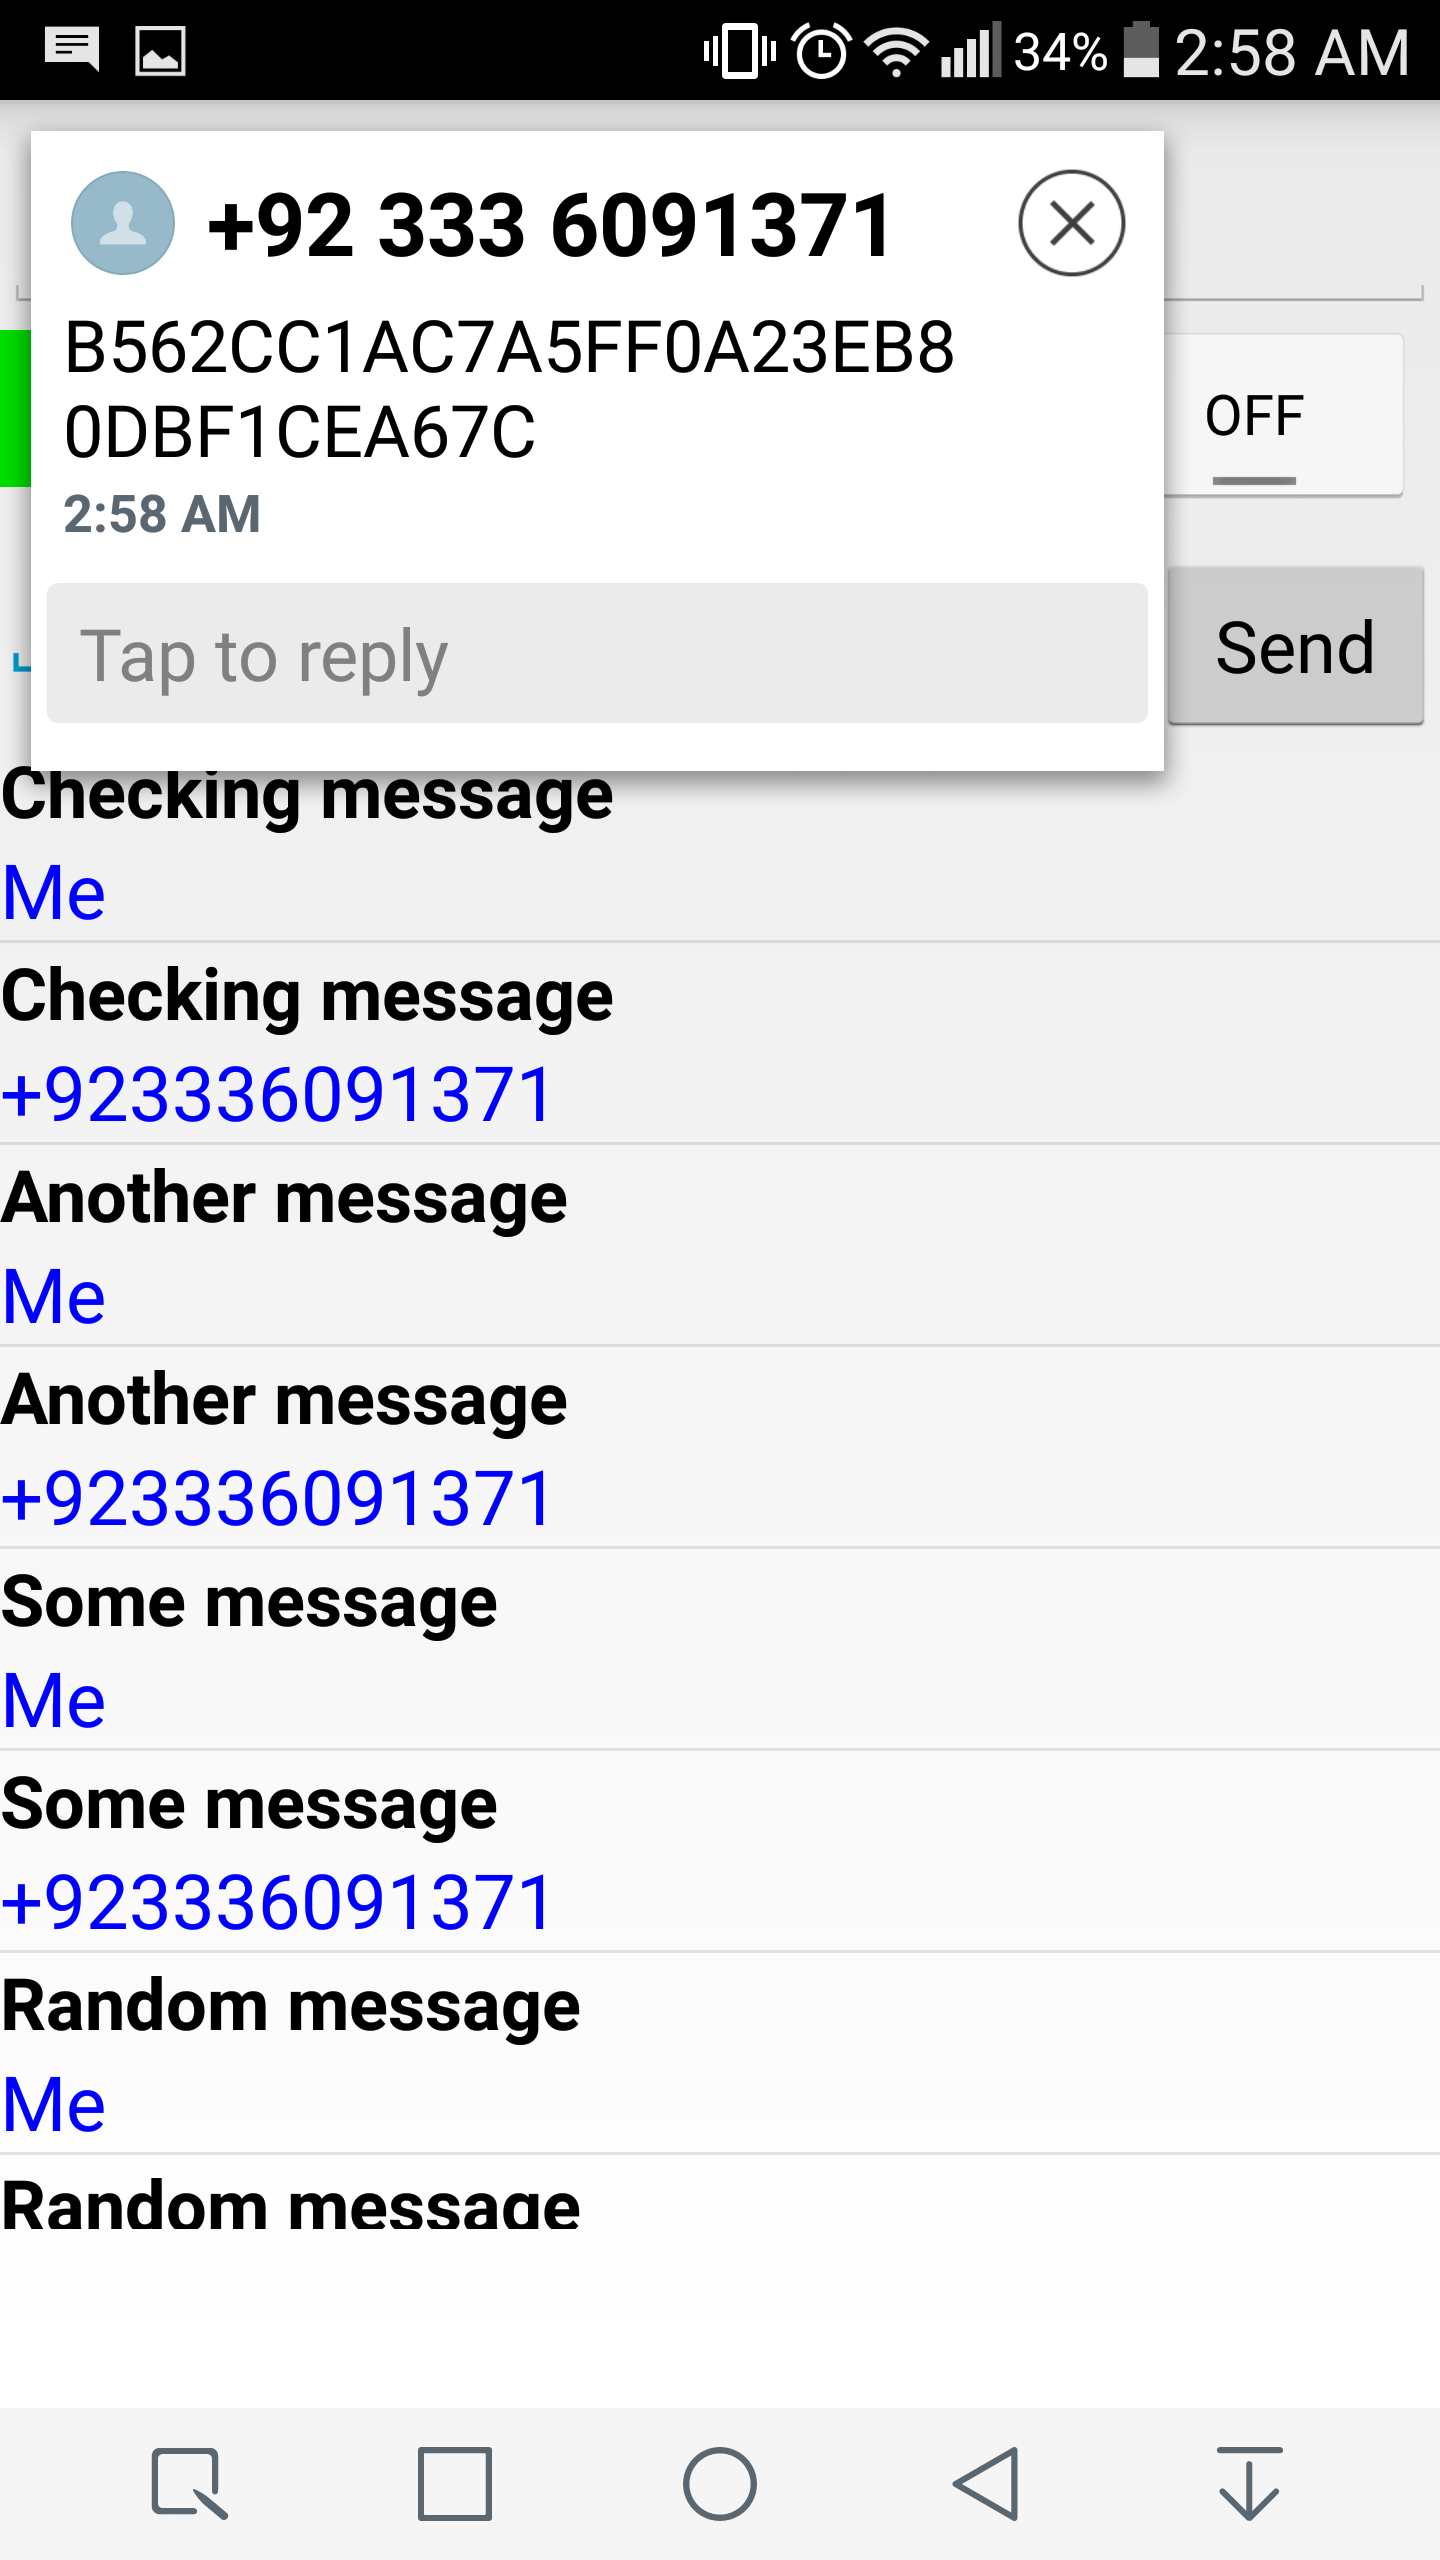 34% 2:58 AM
+92 333 6091371
B562CC1AC7A5FF0A23EB8
0DBF1CEA67C
2:58 AM
OFF
Tap to reply
Send
Checking message
Me
Checking message
+923336091371
Another message
Me
Another message
+923336091371
Some message
Me
Some message
+923336091371
Random message
Me
Random message